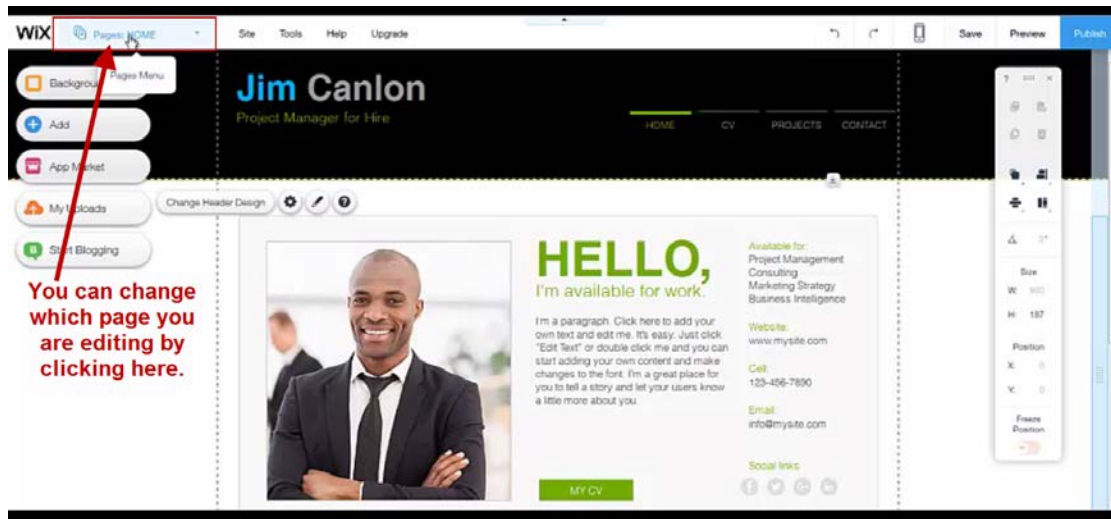 WiX
Pages: HOME
Site
Tools
Help
Upgrade
Save
Preview
Publish
Pages Menu
Background
Add
App Market
My Uploads
Start Blogging
You can change
which page you
are editing by
clicking here.
Jim Canlon
Project Manager for Hire
HOME
CV
PROJECTS
CONTACT
Change Header Design
HELLO,
I'm available for work.
I'm a paragraph. Click here to add your
own text and edit me. It's easy. Just click
"Edit Text" or double click me and you can
start adding your own content and make
changes to the font. I'm a great place for
you to tell a story and let your users know
a little more about you.
MY CV
Available for:
Project Management
Consulting
Marketing Strategy
Business Intelligence
Website:
www.mysite.com
Cell:
123-456-7890
Email:
info@mysite.com
Social links:
Size
W:
H: 187
Position
X: 0
Y: 0
Freeze
Position